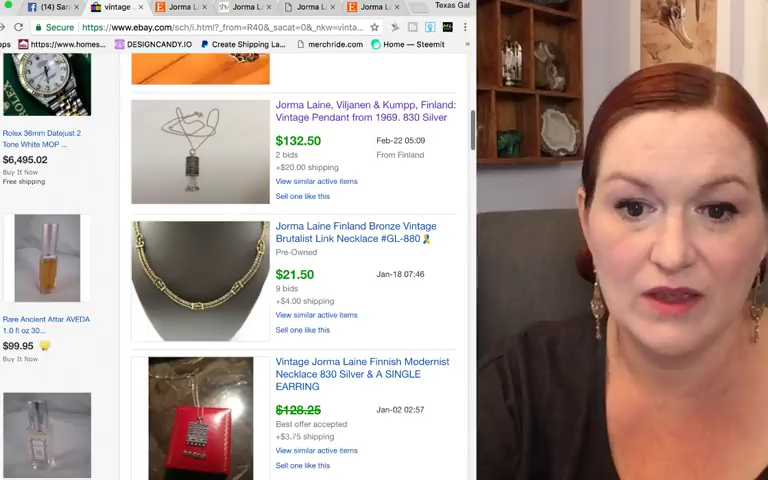 (14) Sar
vintage
Jorma L
Jorma L
Jorma L
Jorma L
Texas Gal
Secure
https://www.ebay.com/sch/i.html?_from=R40&_sacat=0&_nkw=vinta...
https://www.homes...
DESIGNCANDY.IO
Create Shipping La...
merchride.com
Home — Steemit
Jorma Laine, Viljanen & Kumpp, Finland:
Vintage Pendant from 1969. 830 Silver
$132.50
Feb-22 05:09
2 bids
From Finland
+$20.00 shipping
View similar active items
Sell one like this
Rolex 36mm Datejust 2
Tone White MOP ...
$6,495.02
Buy It Now
Free shipping
Jorma Laine Finland Bronze Vintage
Brutalist Link Necklace #GL-880
Pre-Owned
$21.50
Jan-18 07:46
9 bids
+$4.00 shipping
View similar active items
Sell one like this
Rare Ancient Attar AVEDA
1.0 fl oz 30...
$99.95
Buy It Now
Vintage Jorma Laine Finnish Modernist
Necklace 830 Silver & A SINGLE
EARRING
$128.25
Jan-02 02:57
Best offer accepted
+$3.75 shipping
View similar active items
Sell one like this